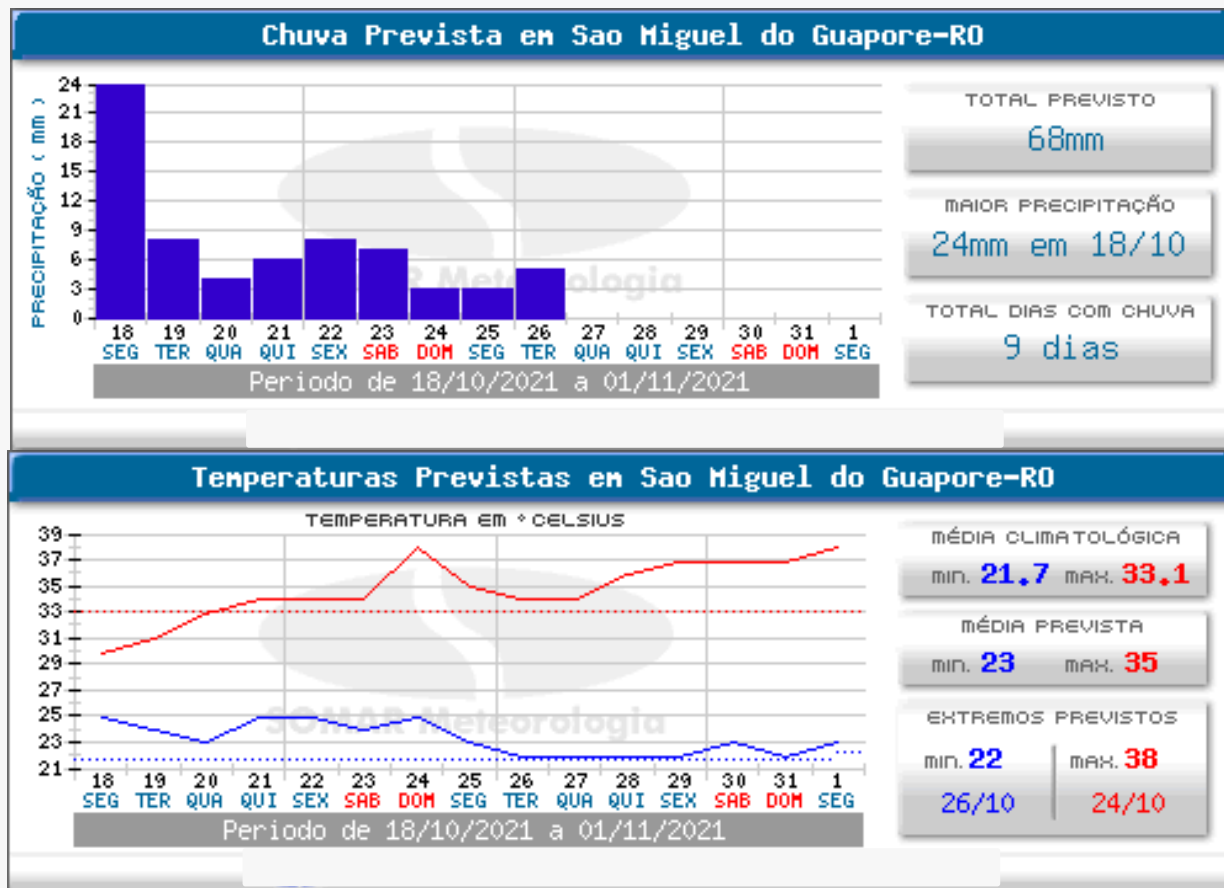 Chuva Prevista em Sao Miguel do Guapore-RO
PRECIPITAÇÃO ( mm )
24
21
18
15
12
9
6
3
0
SOMAR Meteorologia
18 19 20 21 22 23 24 25 26 27 28 29 30 31 1
SEG TER QUA QUI SEX SAB DOM SEG TER QUA QUI SEX SAB DOM SEG
Periodo de 18/10/2021 a 01/11/2021
TOTAL PREVISTO
68mm
MAIOR PRECIPITAÇÃO
24mm em 18/10
TOTAL DIAS COM CHUVA
9 dias
Temperaturas Previstas em Sao Miguel do Guapore-RO
TEMPERATURA EM °CELSIUS
39
37
35
33
31
29
27
25
23
21
SOMAR Meteorologia
18 19 20 21 22 23 24 25 26 27 28 29 30 31 1
SEG TER QUA QUI SEX SAB DOM SEG TER QUA QUI SEX SAB DOM SEG
Periodo de 18/10/2021 a 01/11/2021
MÉDIA CLIMATOLÓGICA
min. 21.7 max. 33.1
MÉDIA PREVISTA
min. 23 max. 35
EXTREMOS PREVISTOS
min. 22 max. 38
26/10 24/10